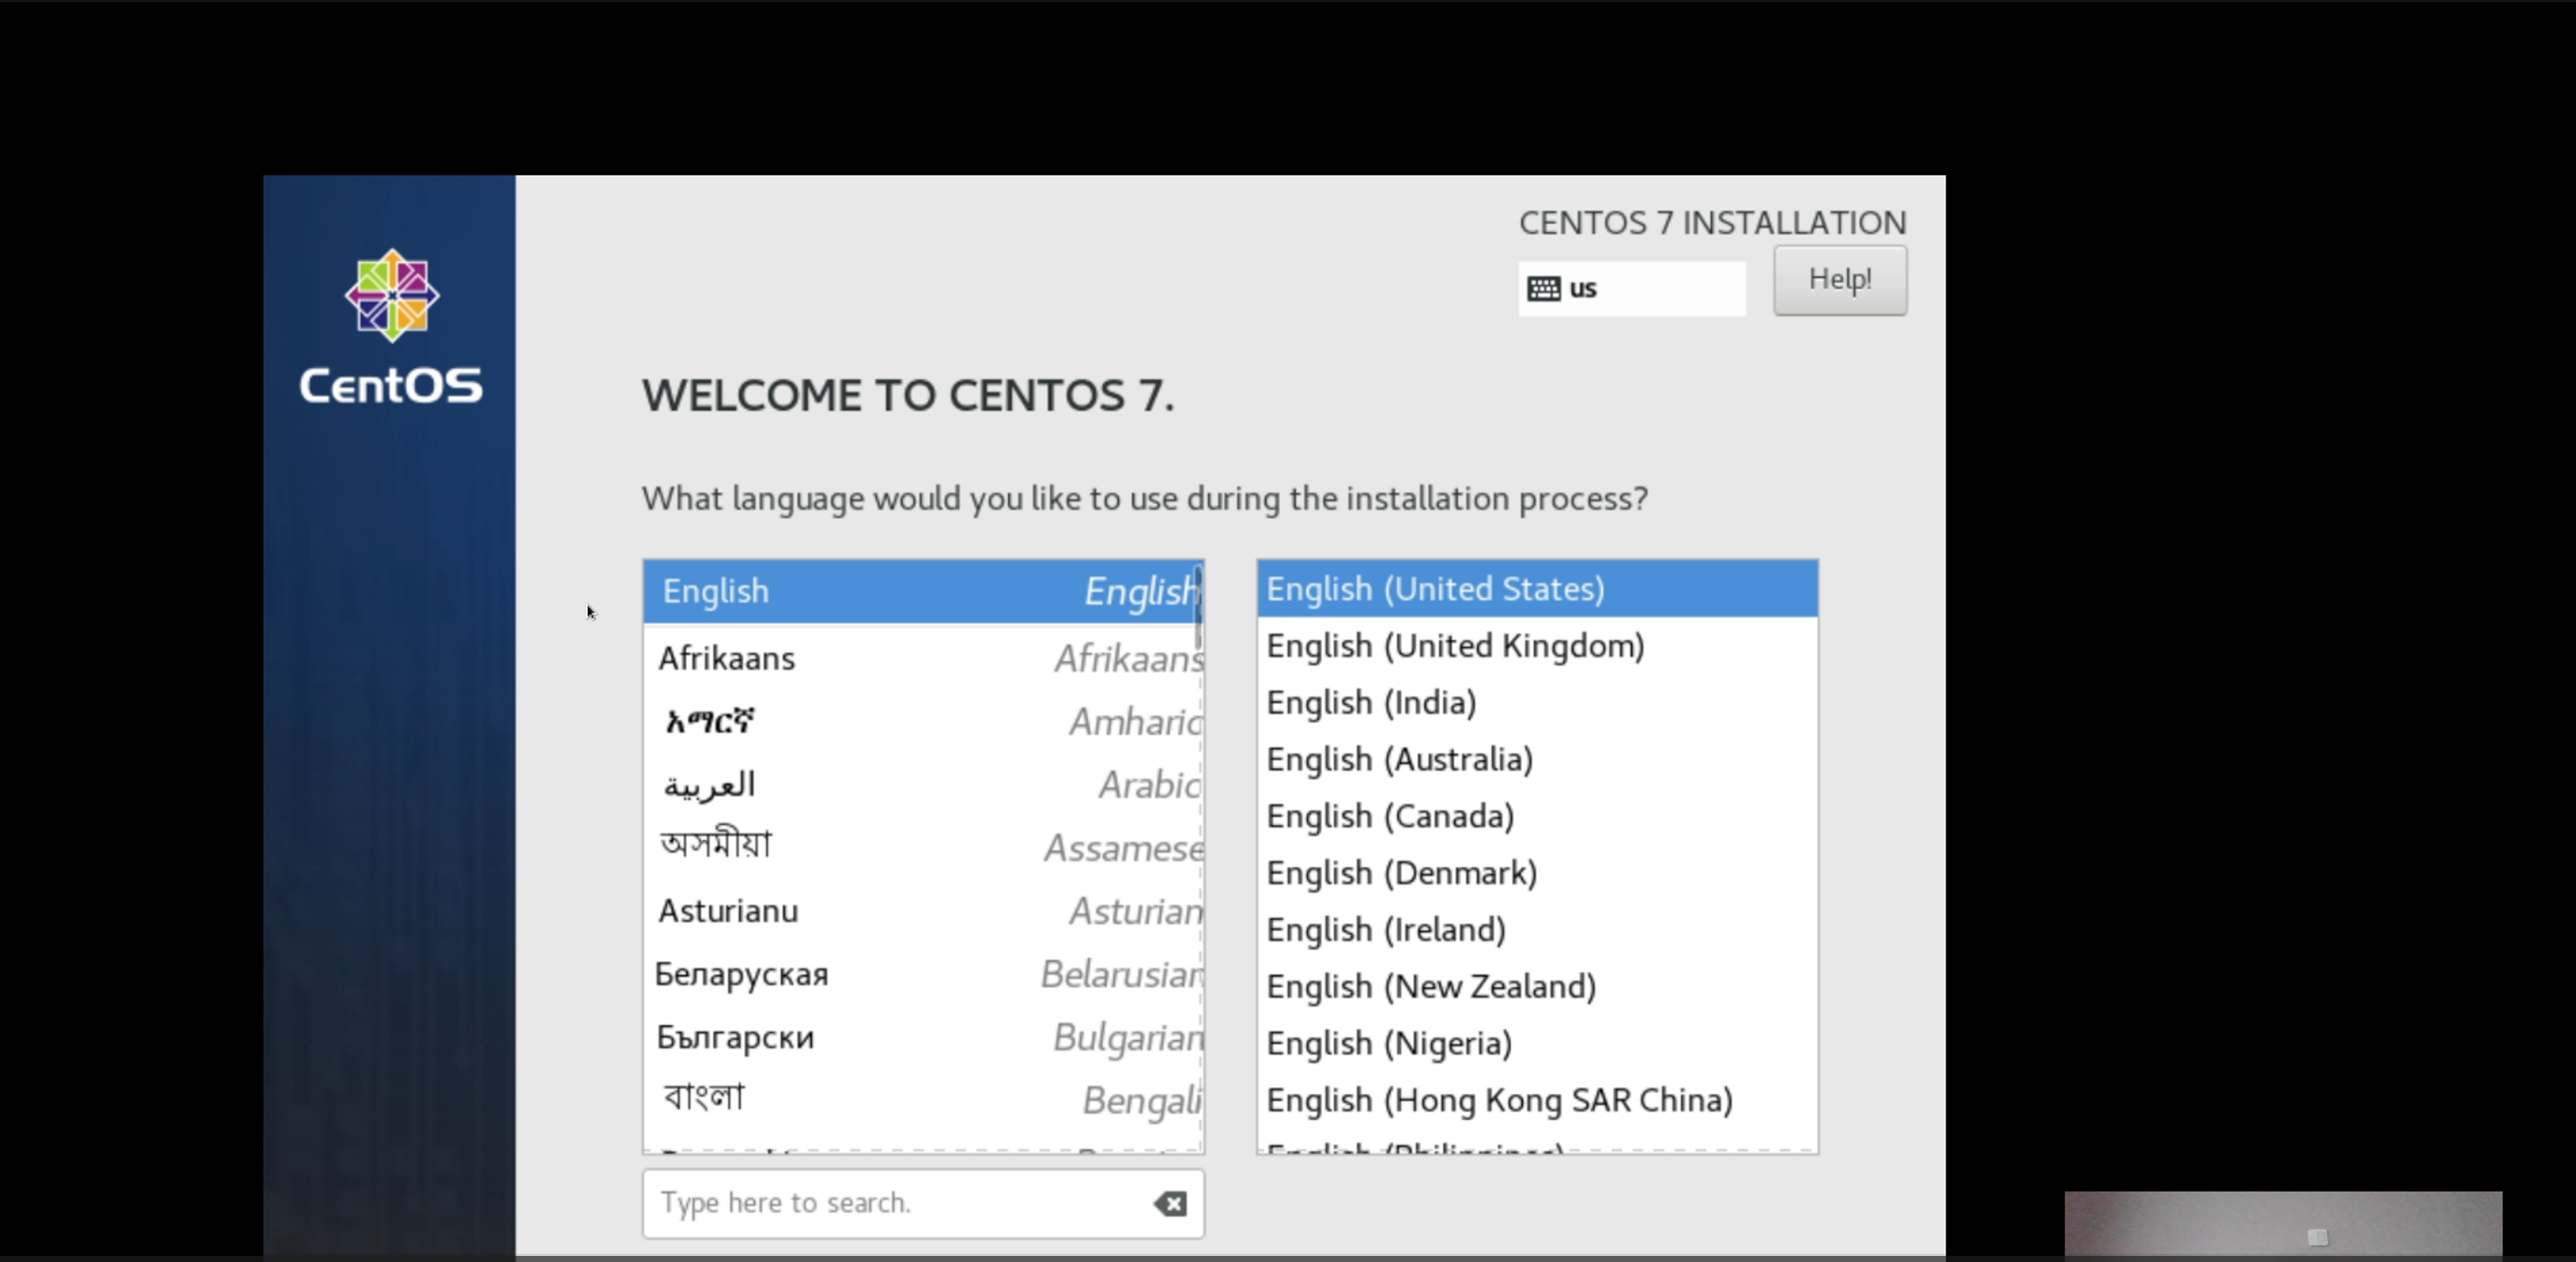 CentOS
CENTOS 7 INSTALLATION
us
Help!
WELCOME TO CENTOS 7.
What language would you like to use during the installation process?
English English
Afrikaans Afrikaans
አማርኛ Amharic
العربية Arabic
অসমীয়া Assamese
Asturianu Asturian
Беларуская Belarusian
Български Bulgarian
বাংলা Bengali
English (United States)
English (United Kingdom)
English (India)
English (Australia)
English (Canada)
English (Denmark)
English (Ireland)
English (New Zealand)
English (Nigeria)
English (Hong Kong SAR China)
English (Philippines)
Type here to search.